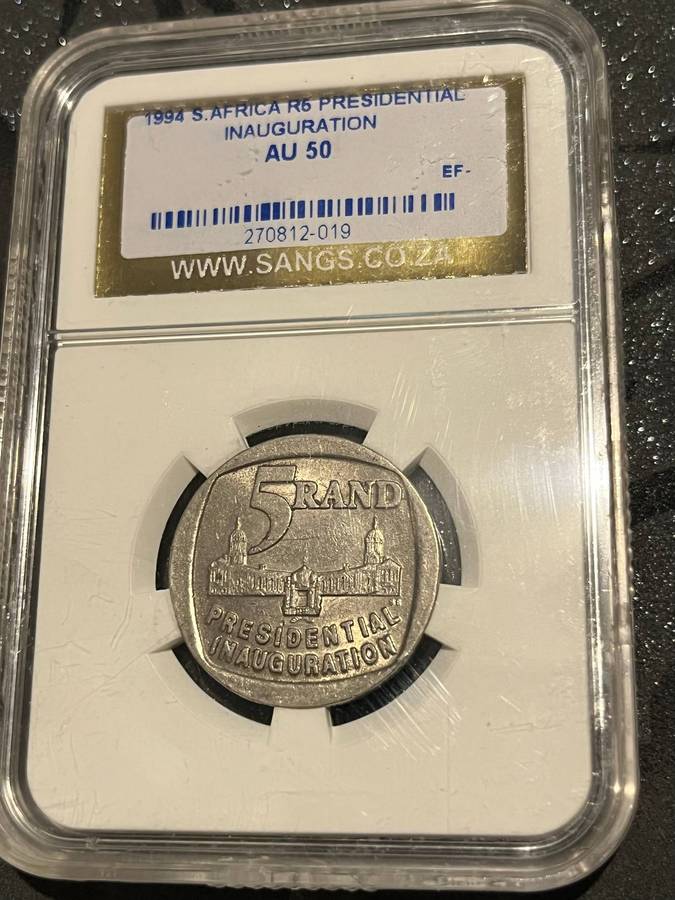 1994 S.AFRICA R5 PRESIDENTIAL
INAUGURATION
AU 50
EF-
270812-019
WWW.SANGS.CO.ZA
5 RAND
PRESIDENTIAL
INAUGURATION